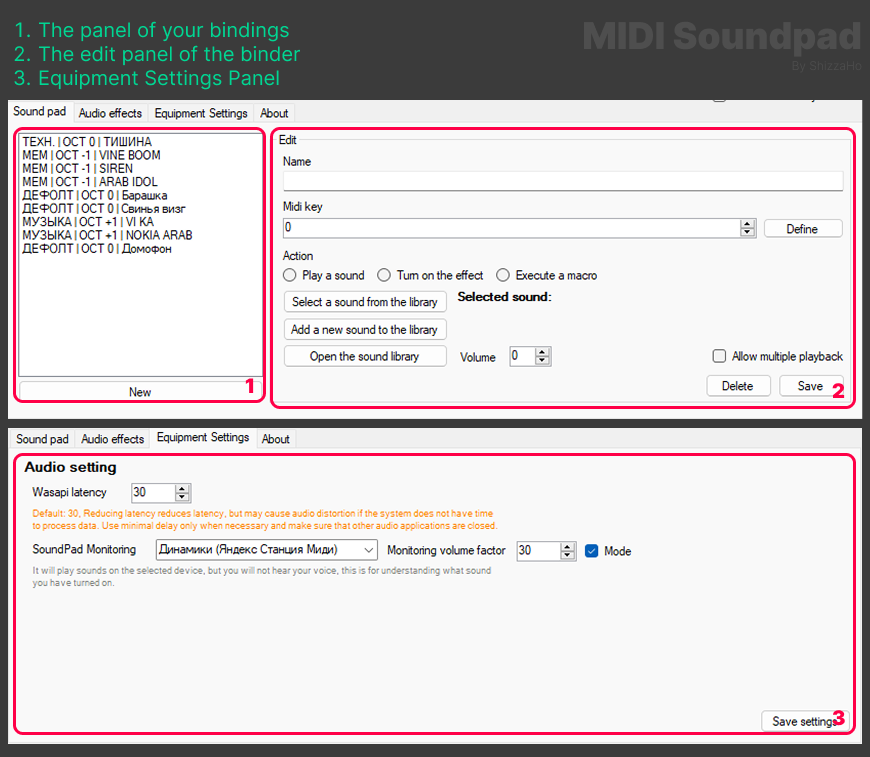 1. The panel of your bindings
2. The edit panel of the binder
3. Equipment Settings Panel
MIDI Soundpad
By ShizzaHo
Sound pad Audio effects Equipment Settings About
ТЕХН. | OCT 0 | ТИШИНА
МЕМ | OCT -1 | VINE BOOM
МЕМ | OCT -1 | SIREN
МЕМ | OCT -1 | ARAB IDOL
ДЕФОЛТ | OCT 0 | Барашка
ДЕФОЛТ | OCT 0 | Свинья визг
МУЗЫКА | OCT +1 | VI KA
МУЗЫКА | OCT +1 | NOKIA ARAB
ДЕФОЛТ | OCT 0 | Домофон
New
1
Edit
Name
Midi key
0
Define
Action
Play a sound Turn on the effect Execute a macro
Select a sound from the library
Selected sound:
Add a new sound to the library
Open the sound library
Volume 0
Allow multiple playback
Delete Save
2
Sound pad Audio effects Equipment Settings About
Audio setting
Wasapi latency 30
Default: 30, Reducing latency reduces latency, but may cause audio distortion if the system does not have time
to process data. Use minimal delay only when necessary and make sure that other audio applications are closed.
SoundPad Monitoring Динамики (Яндекс Станция Миди) Monitoring volume factor 30 Mode
It will play sounds on the selected device, but you will not hear your voice, this is for understanding what sound
you have turned on.
Save settings
3